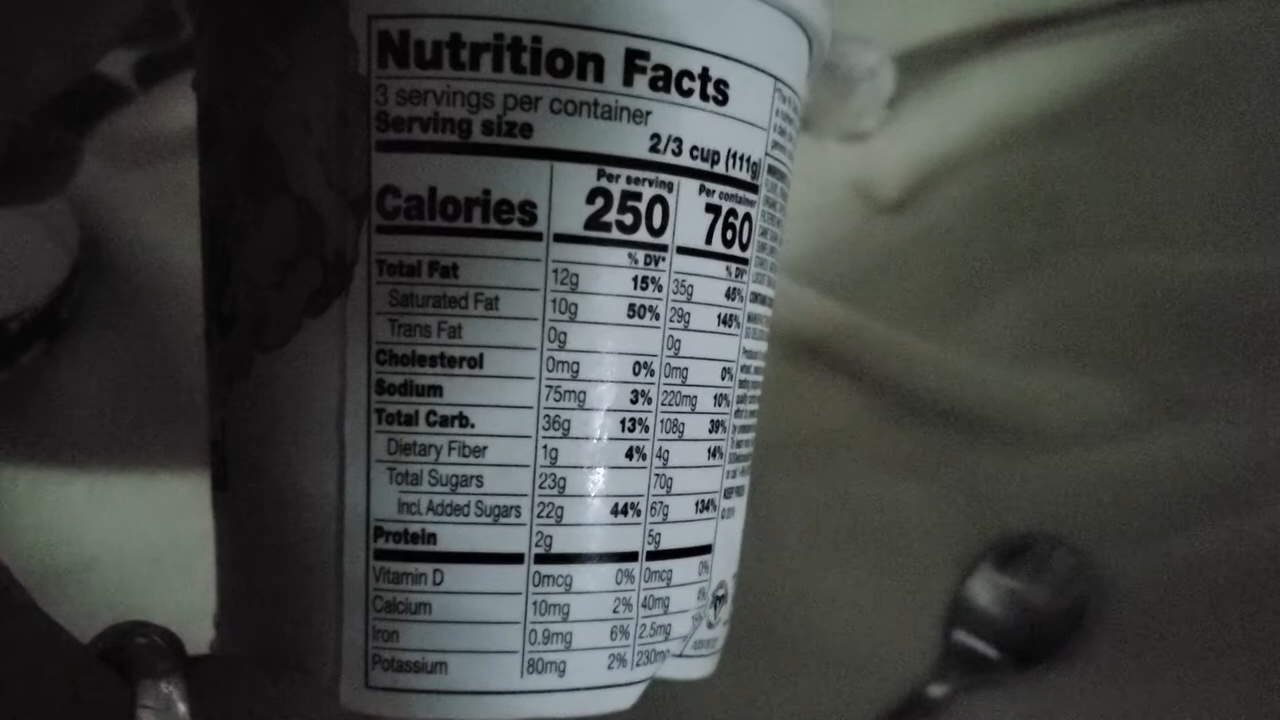 Nutrition Facts
3 servings per container
Serving size 2/3 cup (111g)
Per serving Per container
Calories 250 760
% DV* % DV*
Total Fat 12g 15% 35g 45%
Saturated Fat 10g 50% 29g 145%
Trans Fat 0g 0g
Cholesterol 0mg 0% 0mg 0%
Sodium 75mg 3% 220mg 10%
Total Carb. 36g 13% 108g 39%
Dietary Fiber 1g 4% 4g 14%
Total Sugars 23g 70g
Incl. Added Sugars 22g 44% 67g 134%
Protein 2g 5g
Vitamin D 0mcg 0% 0mcg 0%
Calcium 10mg 2% 40mg 4%
Iron 0.9mg 6% 2.5mg
Potassium 80mg 2% 230mg